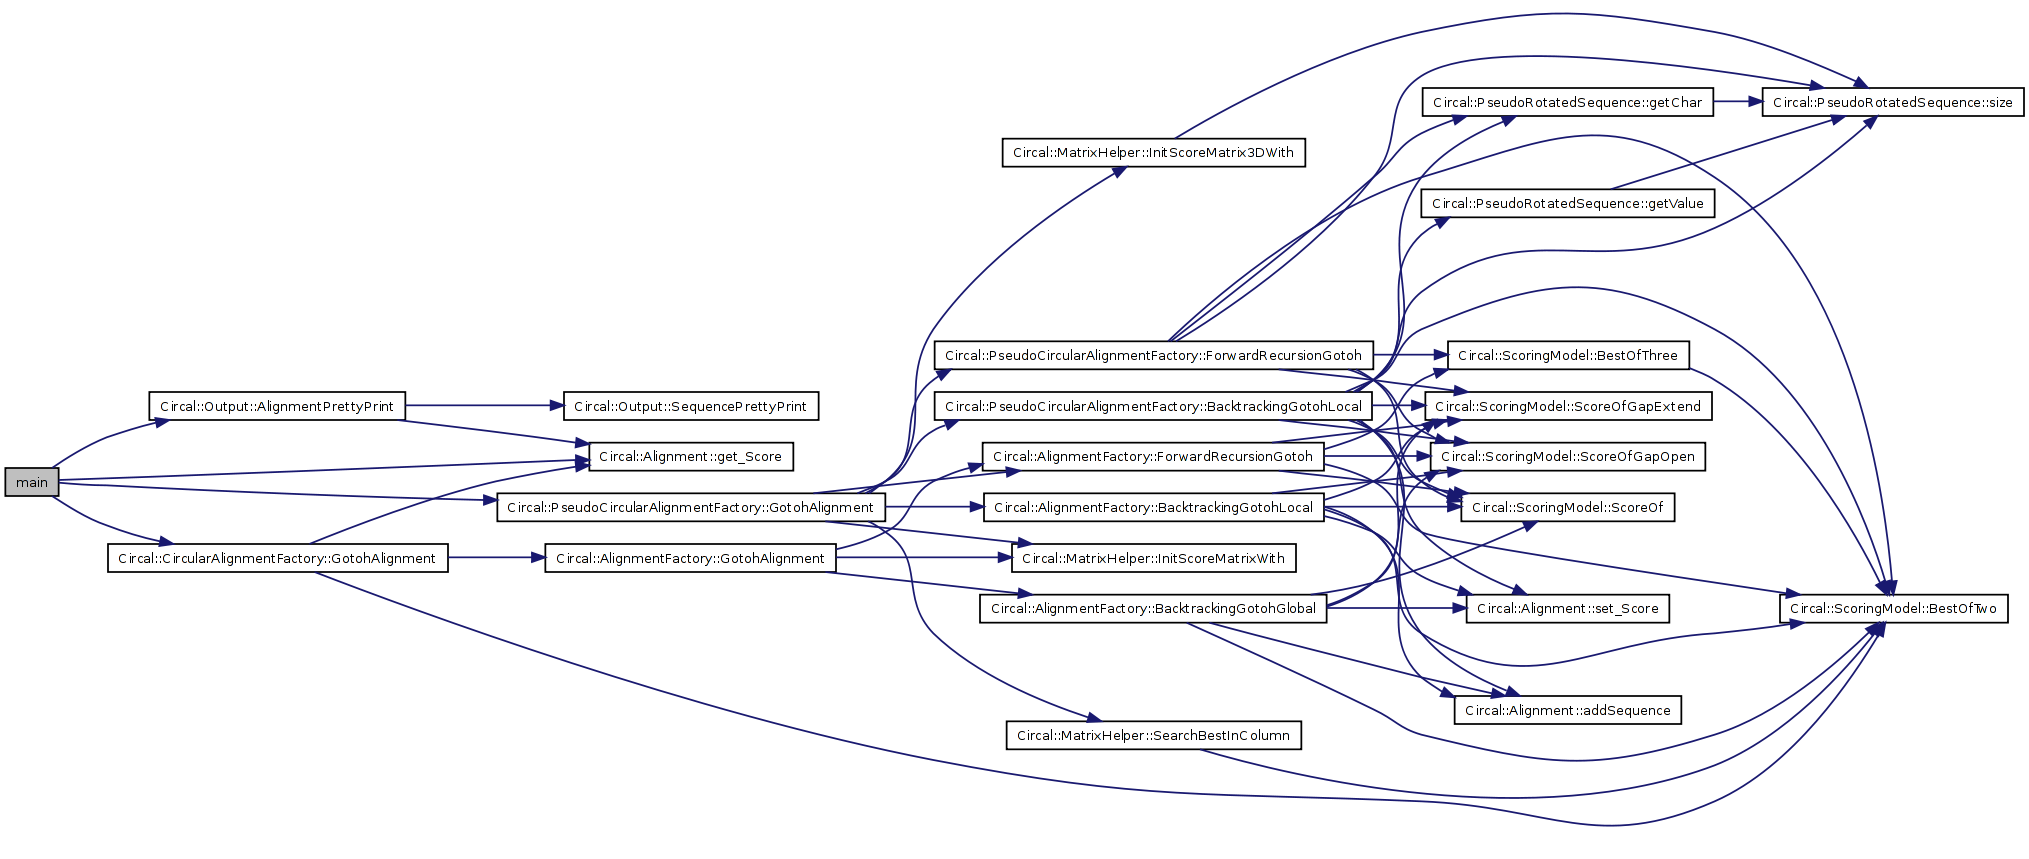 main
Circal::Output::AlignmentPrettyPrint
Circal::CircularAlignmentFactory::GotohAlignment
Circal::Output::SequencePrettyPrint
Circal::Alignment::get_Score
Circal::PseudoCircularAlignmentFactory::GotohAlignment
Circal::AlignmentFactory::GotohAlignment
Circal::MatrixHelper::InitScoreMatrix3DWith
Circal::PseudoCircularAlignmentFactory::ForwardRecursionGotoh
Circal::PseudoCircularAlignmentFactory::BacktrackingGotohLocal
Circal::AlignmentFactory::ForwardRecursionGotoh
Circal::AlignmentFactory::BacktrackingGotohLocal
Circal::MatrixHelper::InitScoreMatrixWith
Circal::AlignmentFactory::BacktrackingGotohGlobal
Circal::MatrixHelper::SearchBestInColumn
Circal::PseudoRotatedSequence::getChar
Circal::PseudoRotatedSequence::getValue
Circal::ScoringModel::BestOfThree
Circal::ScoringModel::ScoreOfGapExtend
Circal::ScoringModel::ScoreOfGapOpen
Circal::ScoringModel::ScoreOf
Circal::Alignment::set_Score
Circal::Alignment::addSequence
Circal::PseudoRotatedSequence::size
Circal::ScoringModel::BestOfTwo